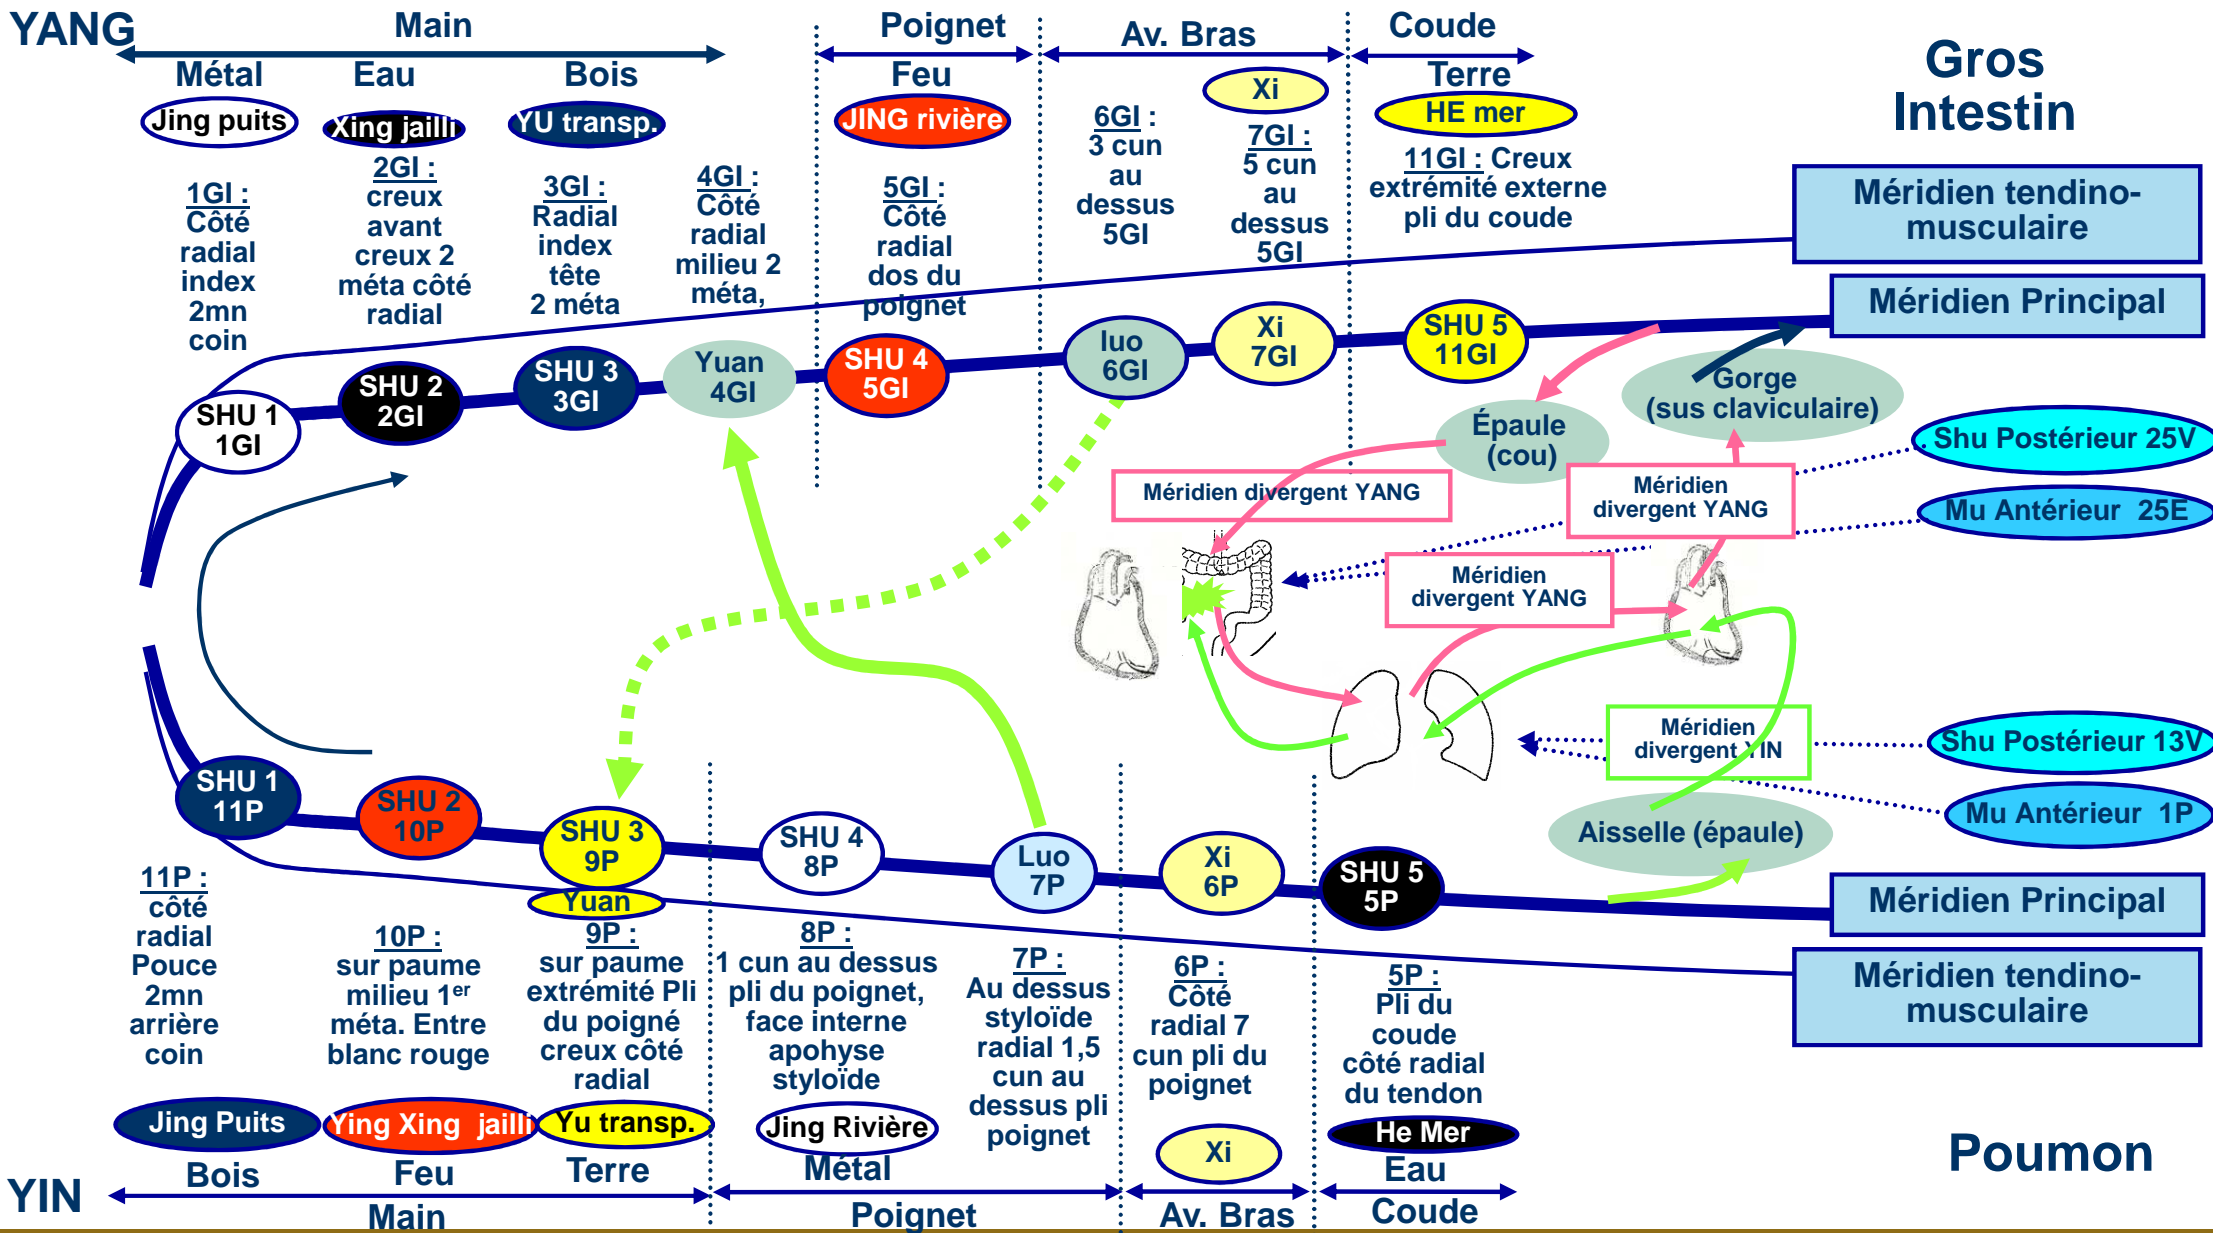 YANG
Main
Poignet
Av. Bras
Coude
Gros
Intestin
Métal
Eau
Bois
Feu
Terre
Jing puits
Xing jailli
YU transp.
JING rivière
Xi
HE mer
1GI :
Côté
radial
index
2mn
coin
2GI :
creux
avant
creux 2
méta côté
radial
3GI :
Radial
index
tête
2 méta
4GI :
Côté
radial
milieu 2
méta,
5GI :
Côté
radial
dos du
poignet
6GI :
3 cun
au
dessus
5GI
7GI :
5 cun
au
dessus
5GI
11GI : Creux
extrémité externe
pli du coude
Méridien tendino-
musculaire
Méridien Principal
SHU 1
1GI
SHU 2
2GI
SHU 3
3GI
Yuan
4GI
SHU 4
5GI
luo
6GI
Xi
7GI
SHU 5
11GI
Gorge
(sus claviculaire)
Épaule
(cou)
Shu Postérieur 25V
Mu Antérieur 25E
Méridien divergent YANG
Méridien
divergent YANG
Méridien
divergent YANG
Méridien
divergent YIN
Shu Postérieur 13V
Mu Antérieur 1P
Aisselle (épaule)
SHU 1
11P
SHU 2
10P
SHU 3
9P
Yuan
SHU 4
8P
Luo
7P
Xi
6P
SHU 5
5P
Méridien Principal
Méridien tendino-
musculaire
11P :
côté
radial
Pouce
2mn
arrière
coin
10P :
sur paume
milieu 1er
méta. Entre
blanc rouge
9P :
sur paume
extrémité Pli
du poigné
creux côté
radial
8P :
1 cun au dessus
pli du poignet,
face interne
apohyse
styloïde
7P :
Au dessus
styloïde
radial 1,5
cun au
dessus pli
poignet
6P :
Côté
radial 7
cun pli du
poignet
5P :
Pli du
coude
côté radial
du tendon
Jing Puits
Ying Xing jailli
Yu transp.
Jing Rivière
Xi
He Mer
Poumon
Bois
Feu
Terre
Métal
Eau
YIN
Main
Poignet
Av. Bras
Coude